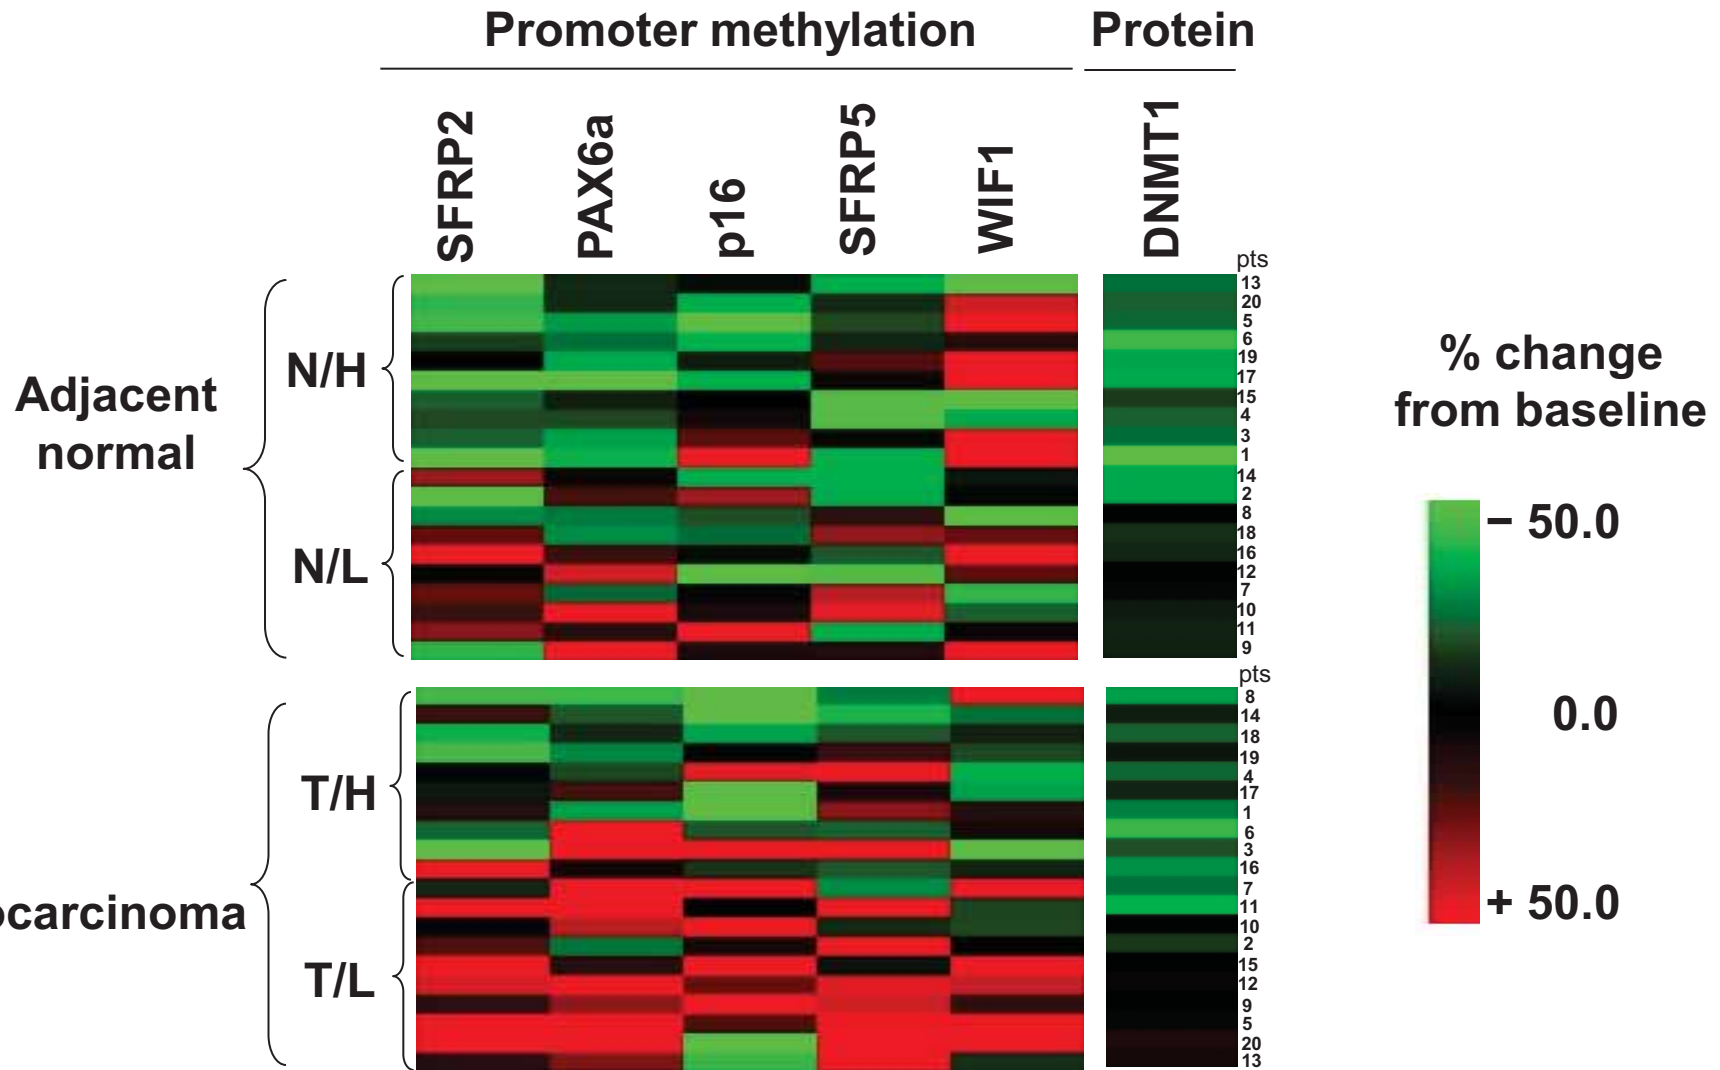 Promoter methylation
Protein
SFRP2
PAX6a
p16
SFRP5
WIF1
DNMT1
pts
13
20
5
6
19
17
15
4
3
1
14
2
8
18
16
12
7
10
11
9
Adjacent
normal
N/H
N/L
% change
from baseline
− 50.0
0.0
+ 50.0
pts
8
14
18
19
4
17
1
6
3
16
7
11
10
2
15
12
9
5
20
13
T/H
T/L
ocarcinoma